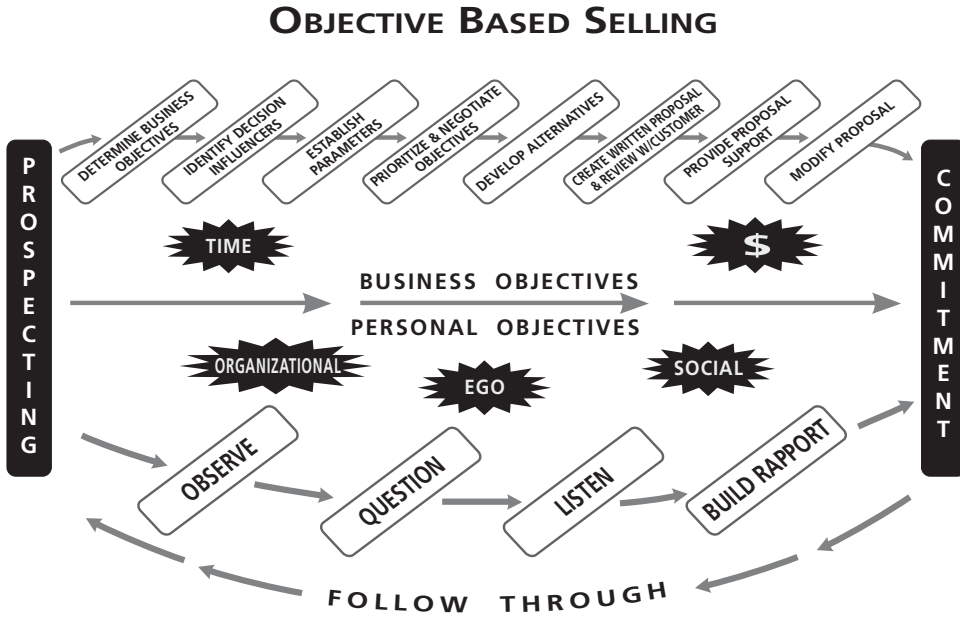 OBJECTIVE BASED SELLING
PROSPECTING
DETERMINE BUSINESS
OBJECTIVES
IDENTIFY DECISION
INFLUENCERS
ESTABLISH
PARAMETERS
PRIORITIZE & NEGOTIATE
OBJECTIVES
DEVELOP ALTERNATIVES
CREATE WRITTEN PROPOSAL
& REVIEW W/CUSTOMER
PROVIDE PROPOSAL
SUPPORT
MODIFY PROPOSAL
COMMITMENT
TIME
$
BUSINESS OBJECTIVES
PERSONAL OBJECTIVES
ORGANIZATIONAL
EGO
SOCIAL
OBSERVE
QUESTION
LISTEN
BUILD RAPPORT
FOLLOW THROUGH